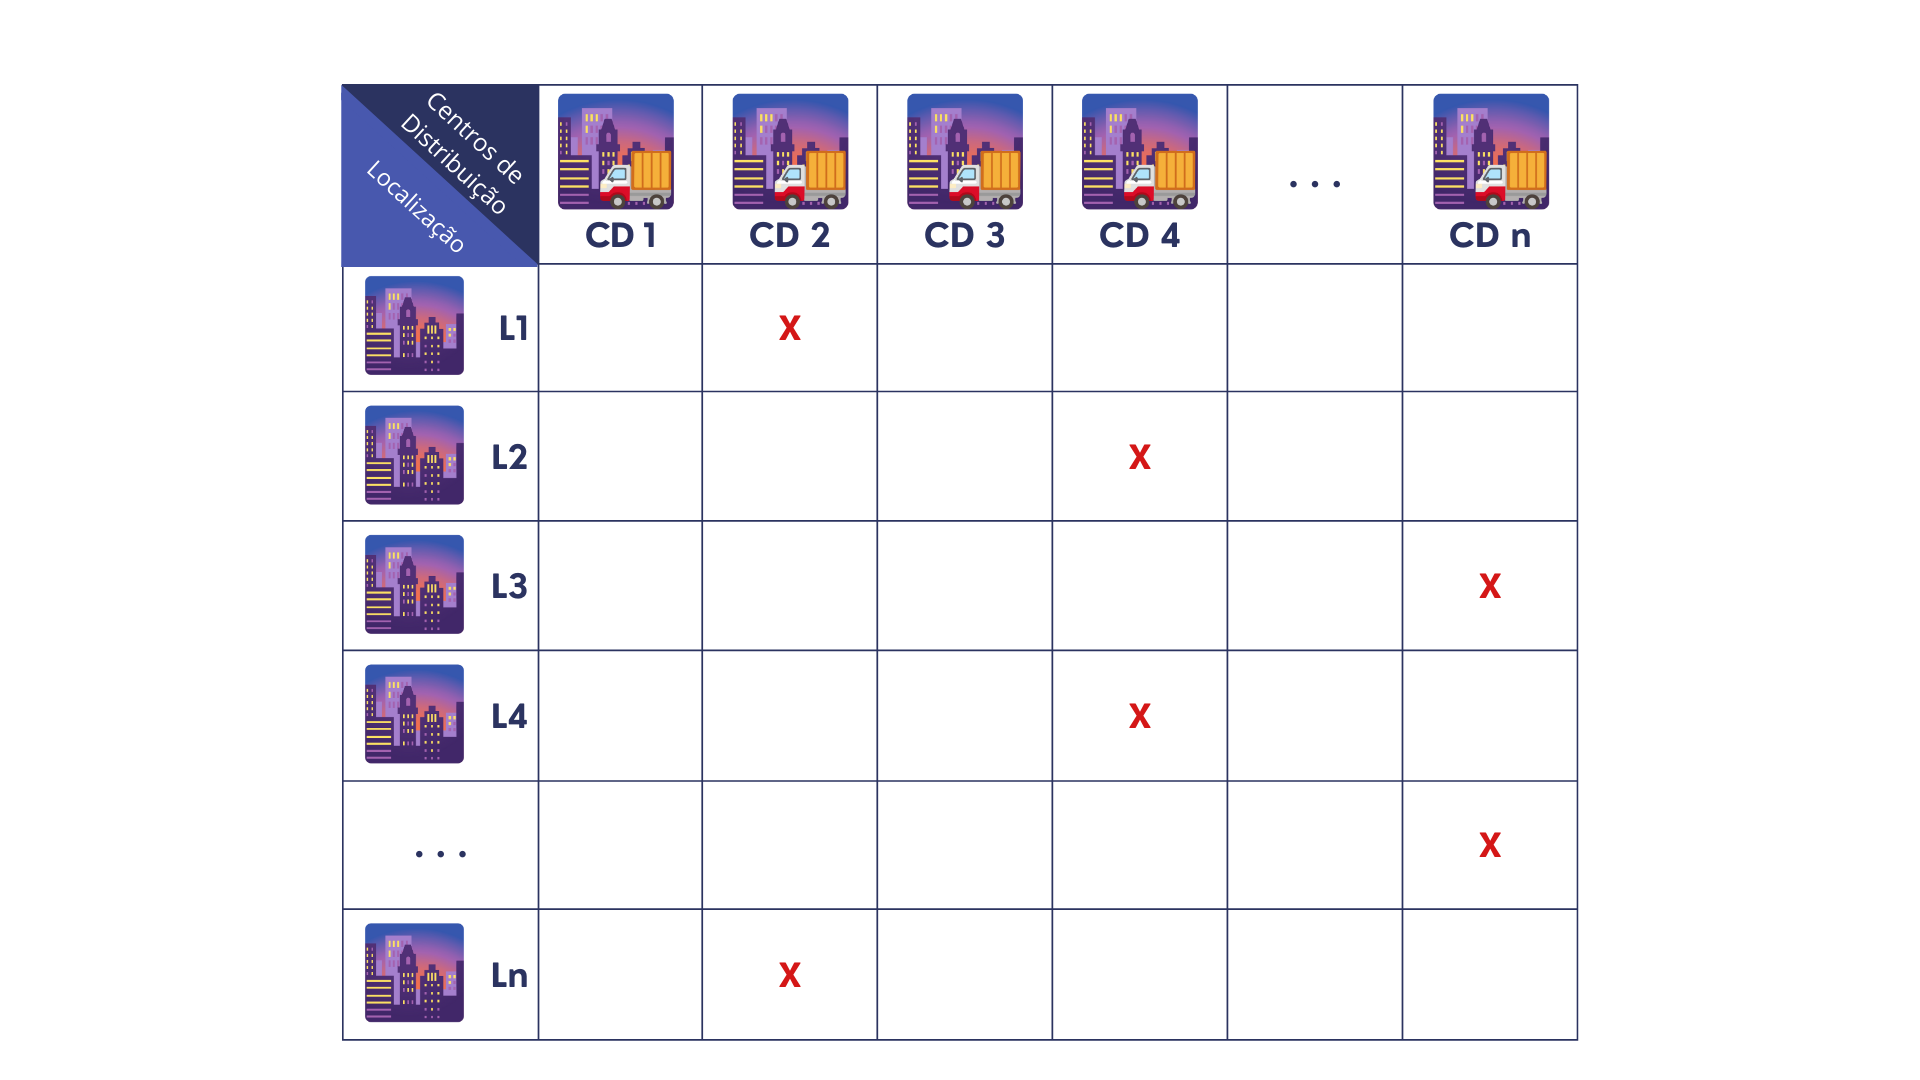 Centros de
Distribuição
Localização
CD 1
CD 2
CD 3
CD 4
...
CD n
L1
X
L2
X
L3
X
L4
X
...
X
Ln
X